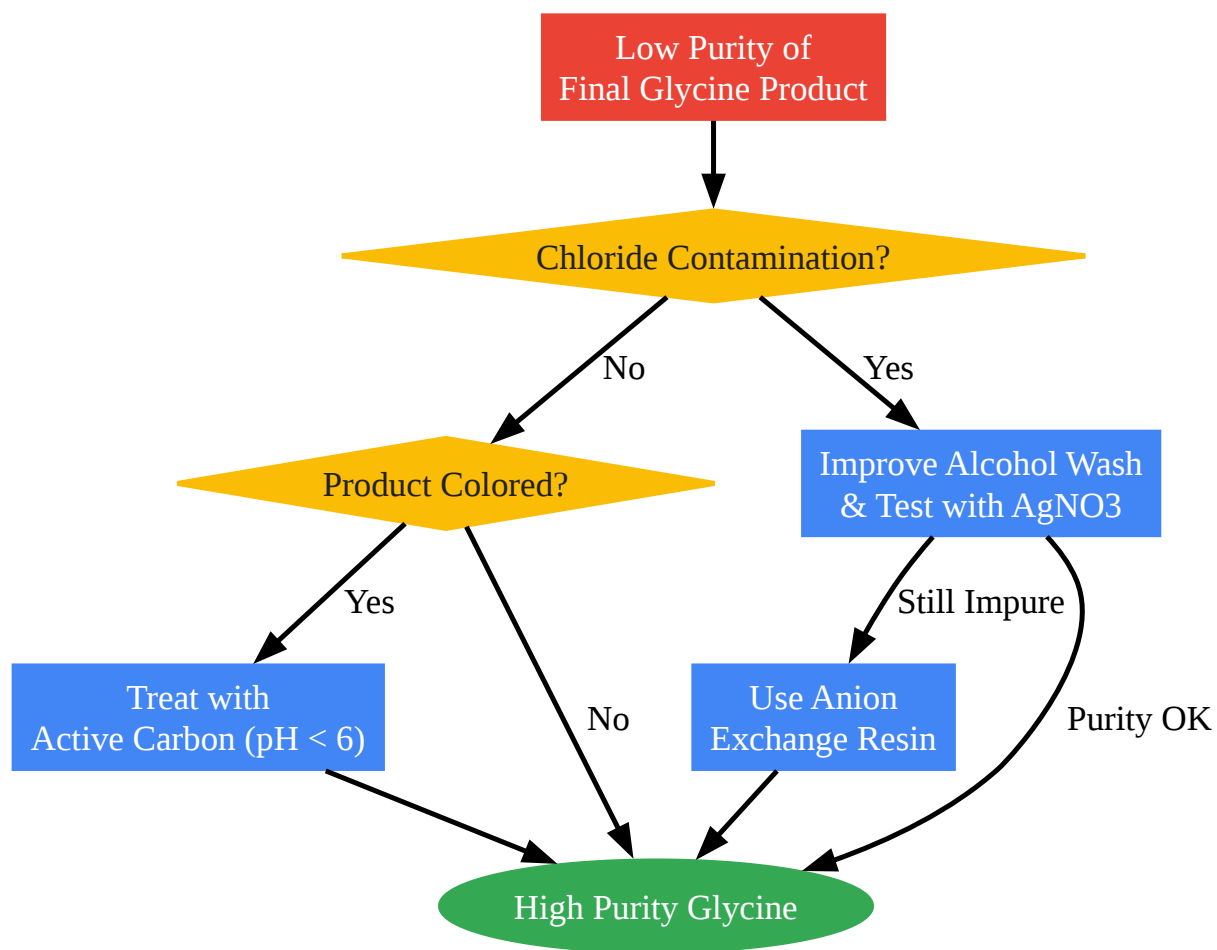 Low Purity of
Final Glycine Product
Chloride Contamination?
No
Yes
Product Colored?
Improve Alcohol Wash
& Test with AgNO3
Yes
Still Impure
Treat with
Active Carbon (pH < 6)
No
Use Anion
Exchange Resin
Purity OK
High Purity Glycine